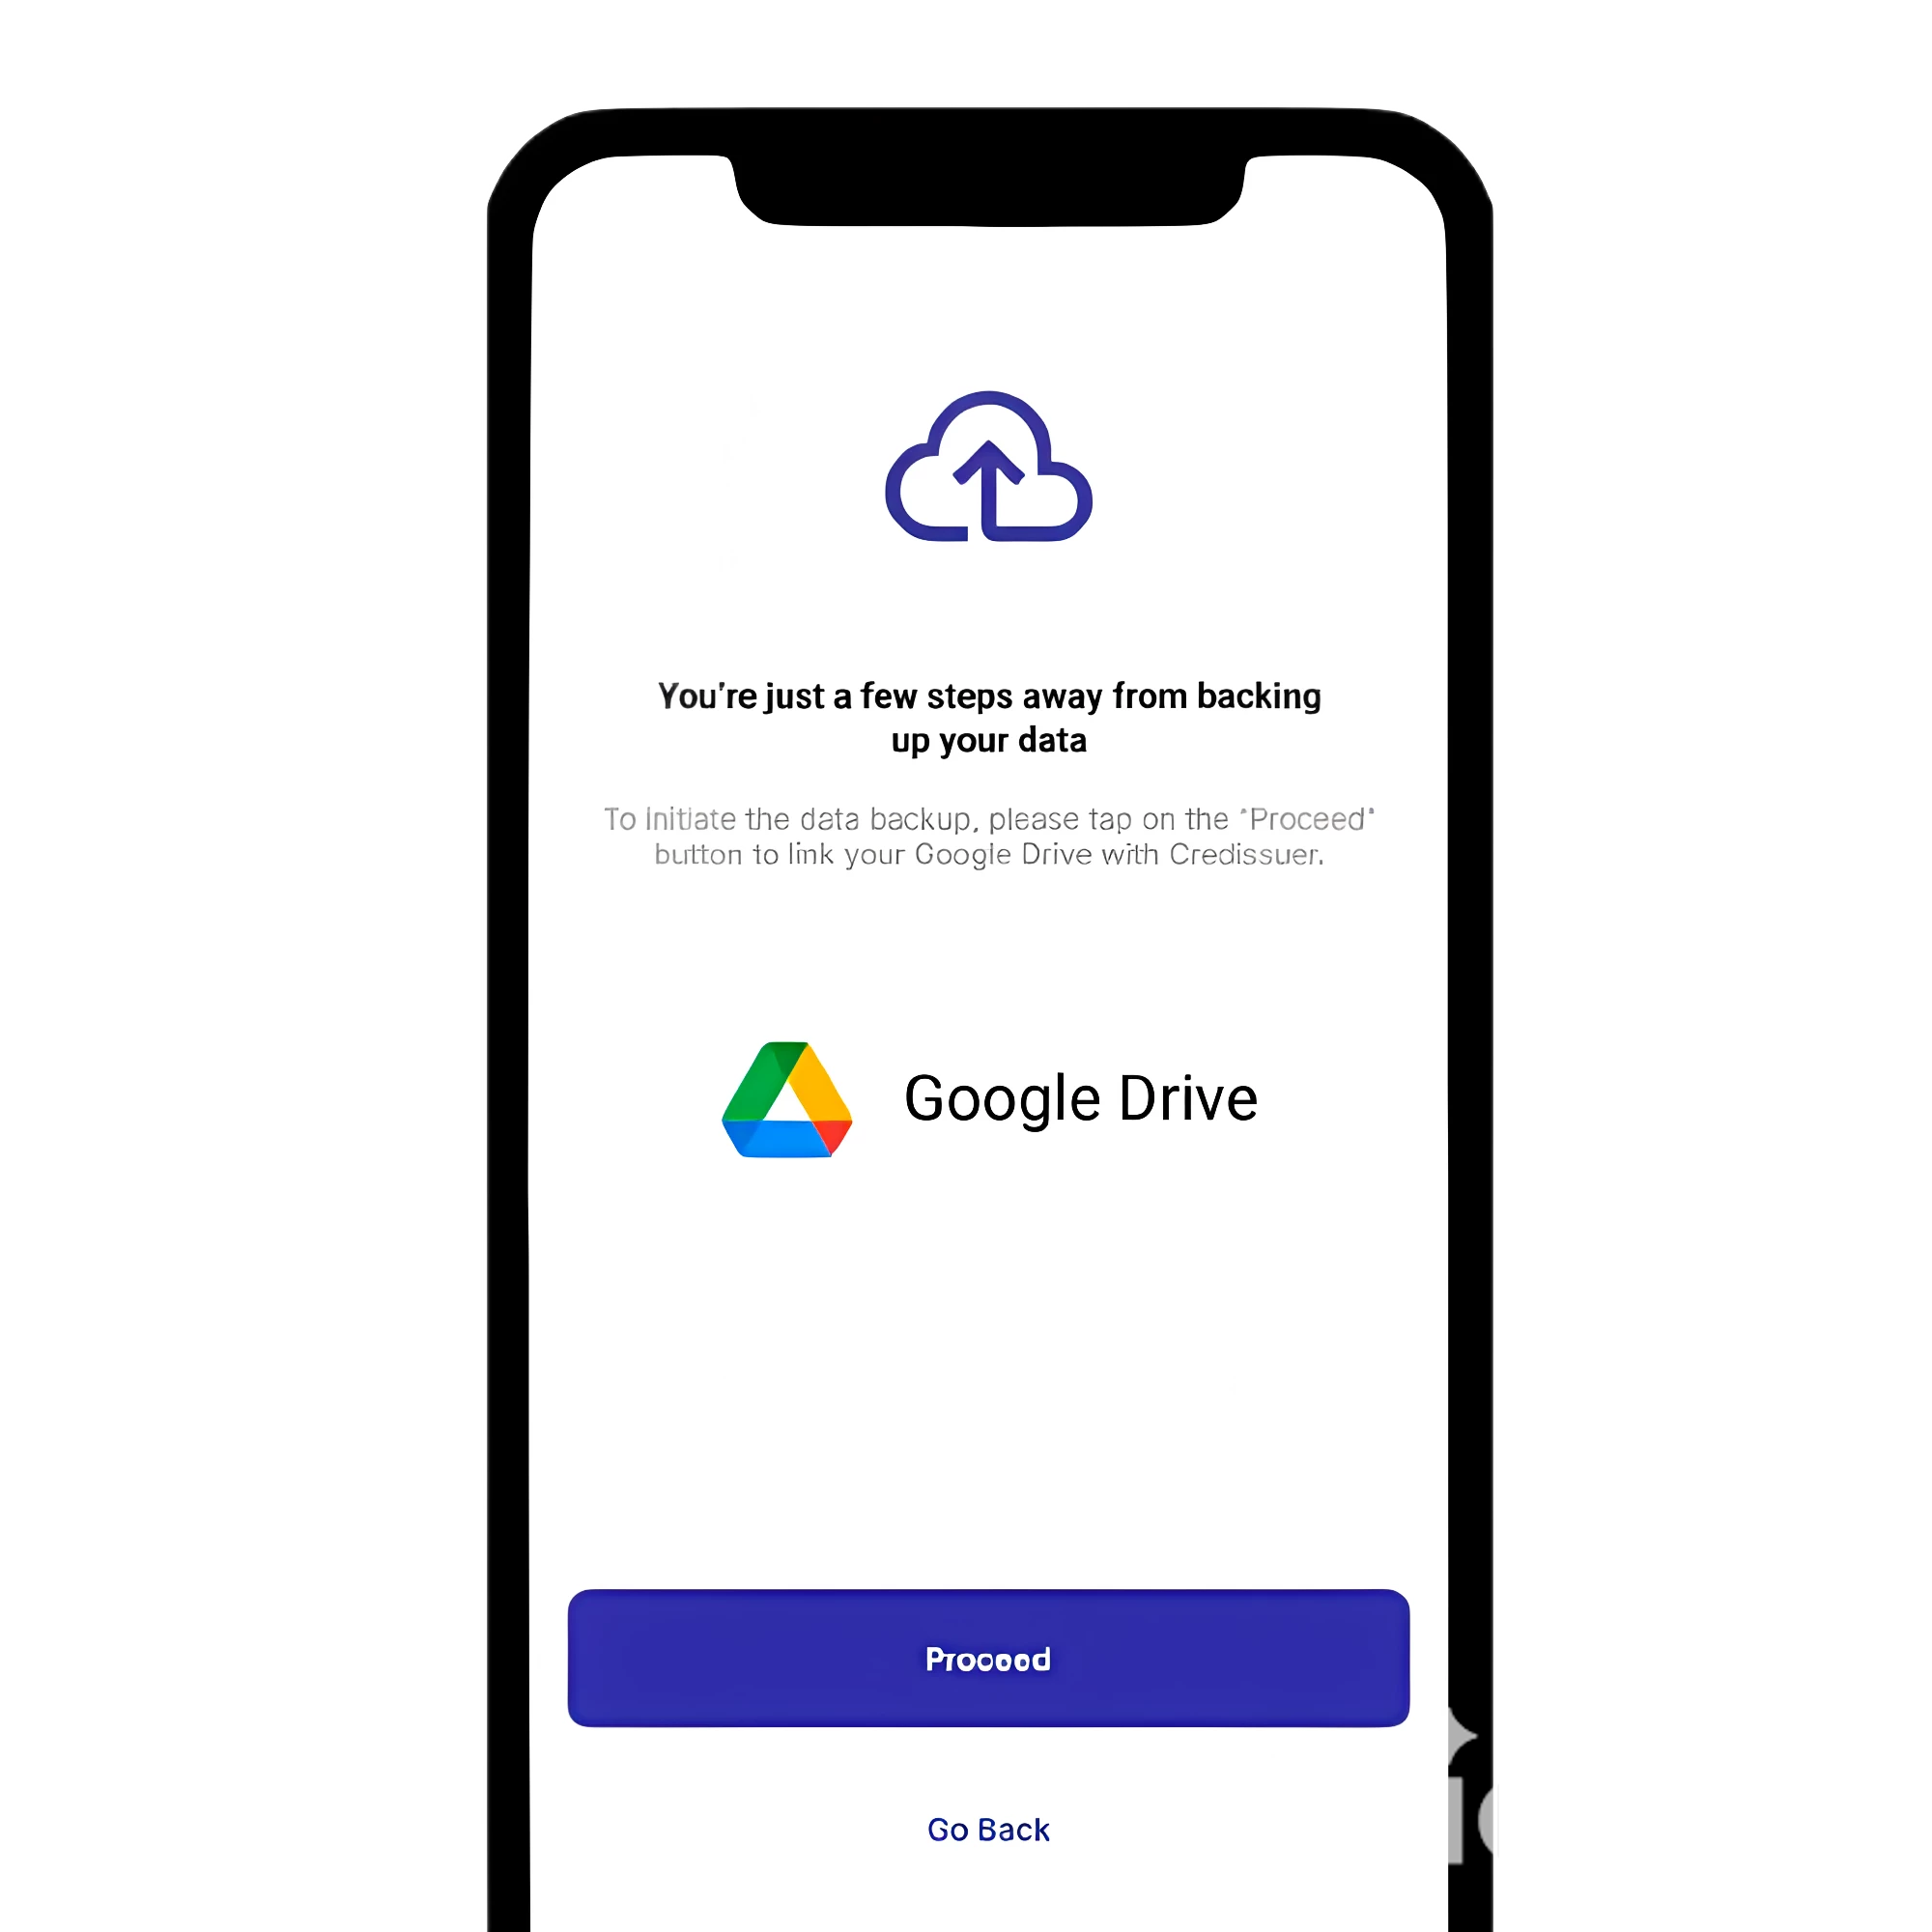 You're just a few steps away from backing
up your data
To initiate the data backup, please tap on the "Proceed"
button to link your Google Drive with Credissuer.
Google Drive
Prooood
Go Back